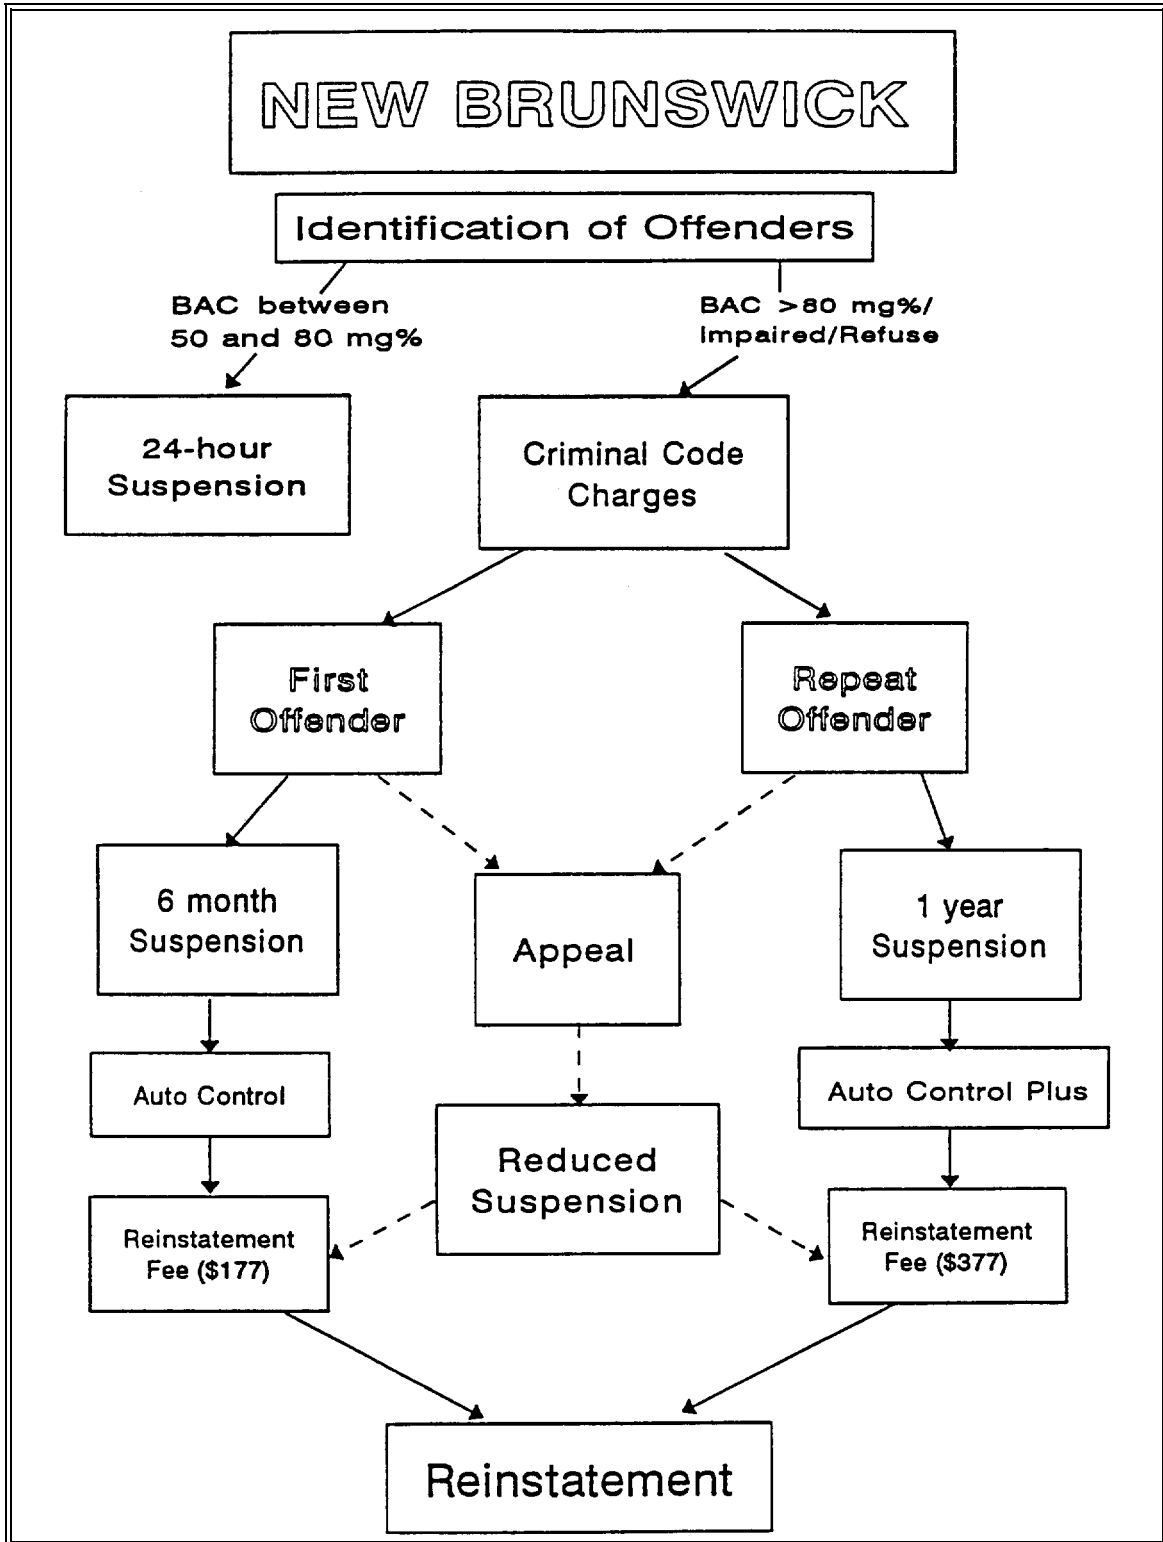 NEW BRUNSWICK
Identification of Offenders
BAC between
50 and 80 mg%
BAC >80 mg%/
Impaired/Refuse
24-hour
Suspension
Criminal Code
Charges
First
Offender
Repeat
Offender
6 month
Suspension
Appeal
1 year
Suspension
Auto Control
Auto Control Plus
Reduced
Suspension
Reinstatement
Fee ($177)
Reinstatement
Fee ($377)
Reinstatement